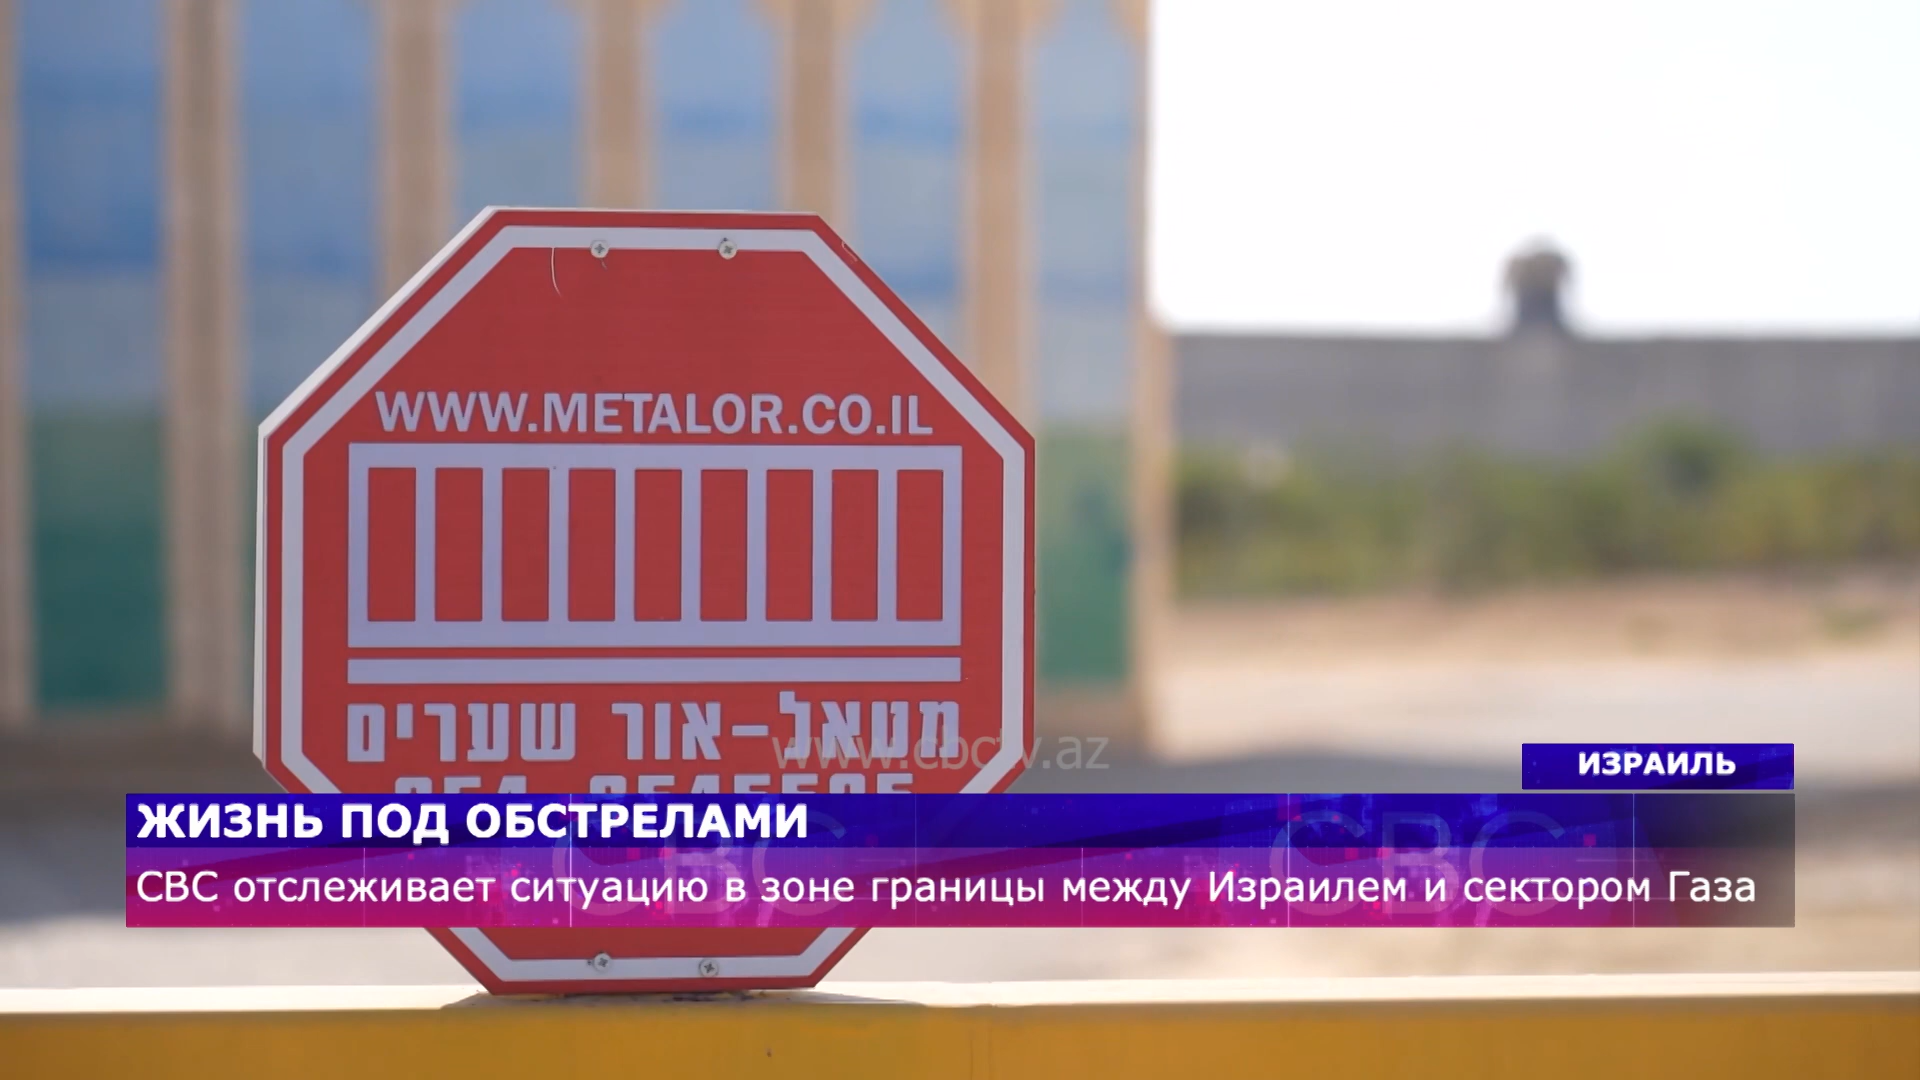 WWW.METALOR.CO.IL
מטאל-אור שערים
www.cbctv.az
ИЗРАИЛЬ
ЖИЗНЬ ПОД ОБСТРЕЛАМИ
CBC отслеживает ситуацию в зоне границы между Израилем и сектором Газа